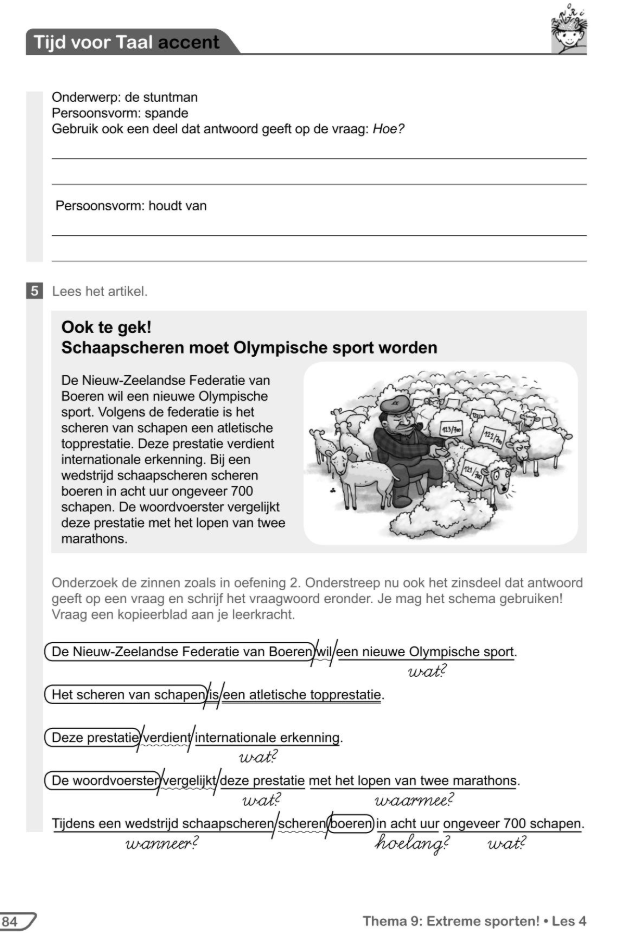 Tijd voor Taal accent
Onderwerp: de stuntman
Persoonsvorm: spande
Gebruik ook een deel dat antwoord geeft op de vraag: Hoe?
Persoonsvorm: houdt van
5 Lees het artikel.
Ook te gek!
Schaapscheren moet Olympische sport worden
De Nieuw-Zeelandse Federatie van
Boeren wil een nieuwe Olympische
sport. Volgens de federatie is het
scheren van schapen een atletische
topprestatie. Deze prestatie verdient
internationale erkenning. Bij een
wedstrijd schaapscheren scheren
boeren in acht uur ongeveer 700
schapen. De woordvoerster vergelijkt
deze prestatie met het lopen van twee
marathons.
123/700
123/700
123/700
Onderzoek de zinnen zoals in oefening 2. Onderstreep nu ook het zinsdeel dat antwoord
geeft op een vraag en schrijf het vraagwoord eronder. Je mag het schema gebruiken!
Vraag een kopieerblad aan je leerkracht.
De Nieuw-Zeelandse Federatie van Boeren/wil/een nieuwe Olympische sport.
wat?
Het scheren van schapen/is/een atletische topprestatie.
Deze prestatie/verdient/internationale erkenning.
wat?
De woordvoerster/vergelijkt/deze prestatie met het lopen van twee marathons.
wat? waarmee?
Tijdens een wedstrijd schaapscheren/scheren/boeren in acht uur ongeveer 700 schapen.
wanneer? hoelang? wat?
84
Thema 9: Extreme sporten! • Les 4